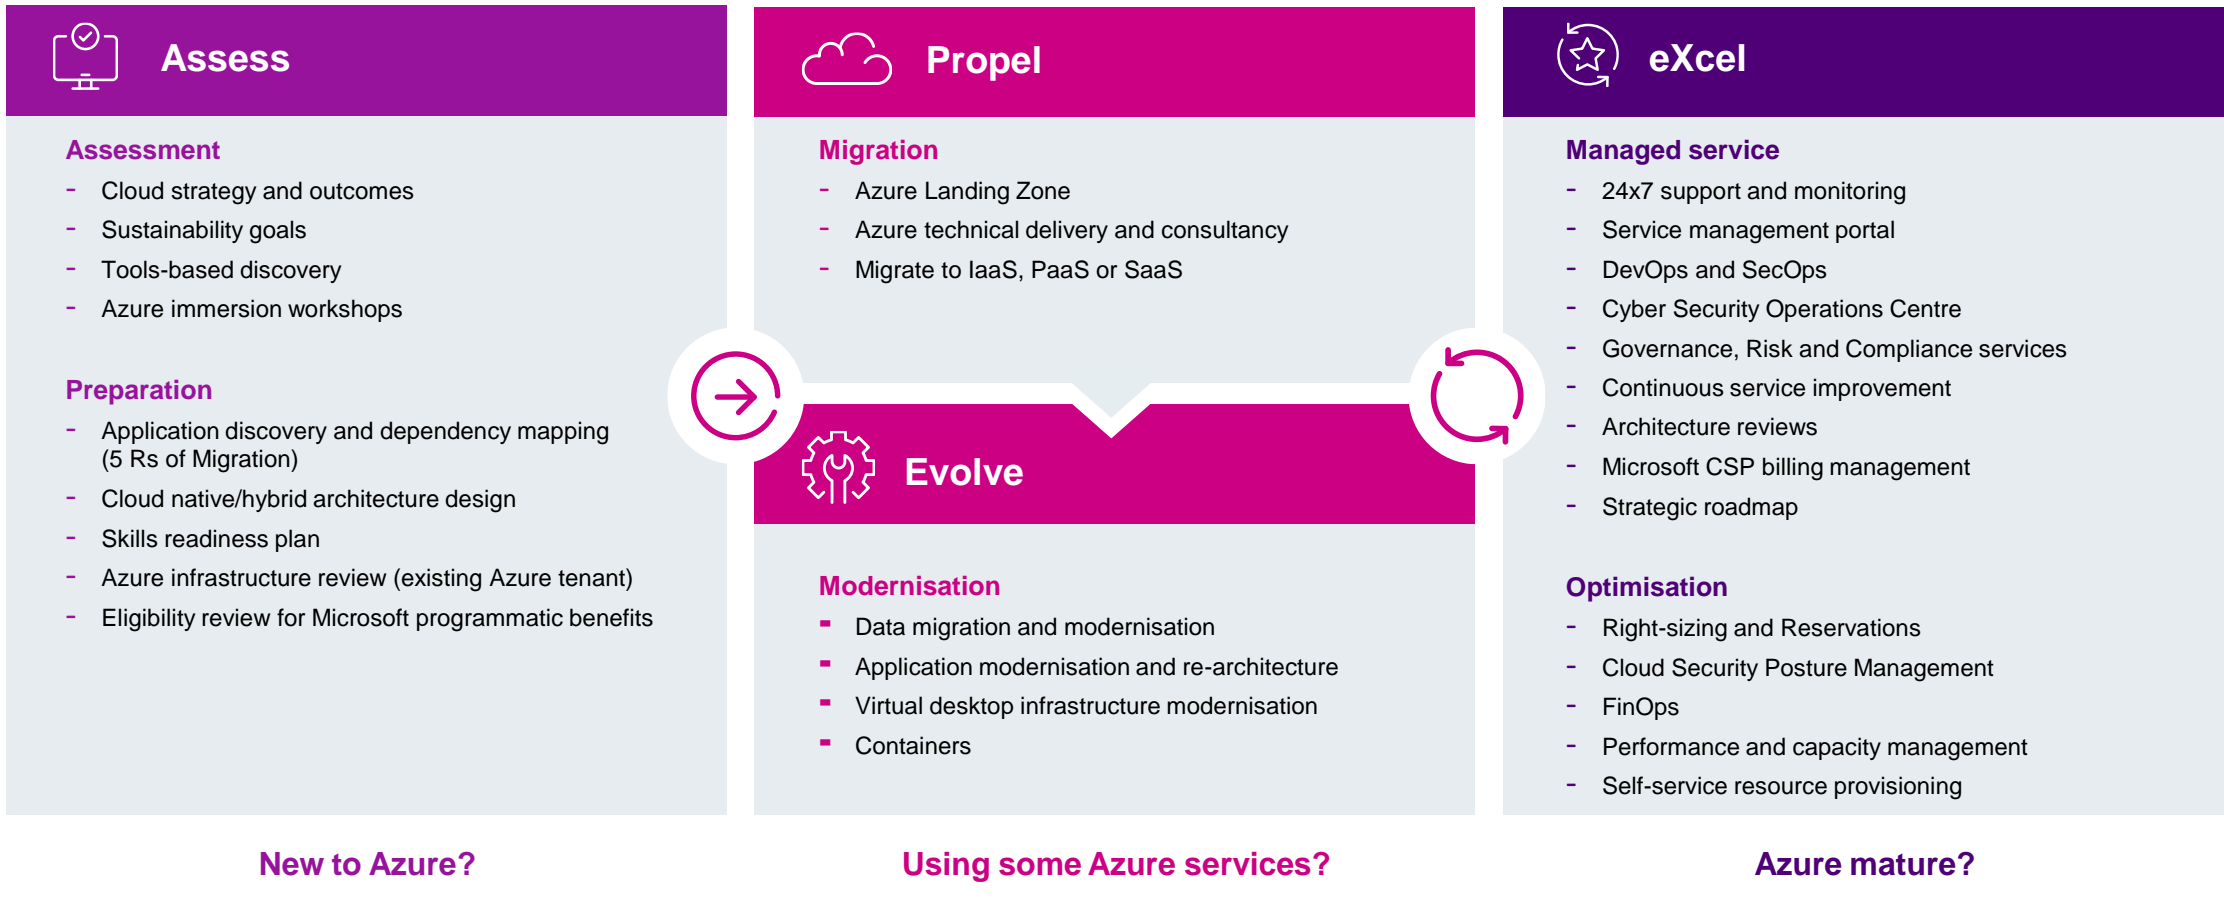 Assess
Assessment
- Cloud strategy and outcomes
- Sustainability goals
- Tools-based discovery
- Azure immersion workshops
Preparation
- Application discovery and dependency mapping
(5 Rs of Migration)
- Cloud native/hybrid architecture design
- Skills readiness plan
- Azure infrastructure review (existing Azure tenant)
- Eligibility review for Microsoft programmatic benefits
New to Azure?
Propel
Migration
- Azure Landing Zone
- Azure technical delivery and consultancy
- Migrate to IaaS, PaaS or SaaS
Evolve
Modernisation
- Data migration and modernisation
- Application modernisation and re-architecture
- Virtual desktop infrastructure modernisation
- Containers
Using some Azure services?
eXcel
Managed service
- 24x7 support and monitoring
- Service management portal
- DevOps and SecOps
- Cyber Security Operations Centre
- Governance, Risk and Compliance services
- Continuous service improvement
- Architecture reviews
- Microsoft CSP billing management
- Strategic roadmap
Optimisation
- Right-sizing and Reservations
- Cloud Security Posture Management
- FinOps
- Performance and capacity management
- Self-service resource provisioning
Azure mature?